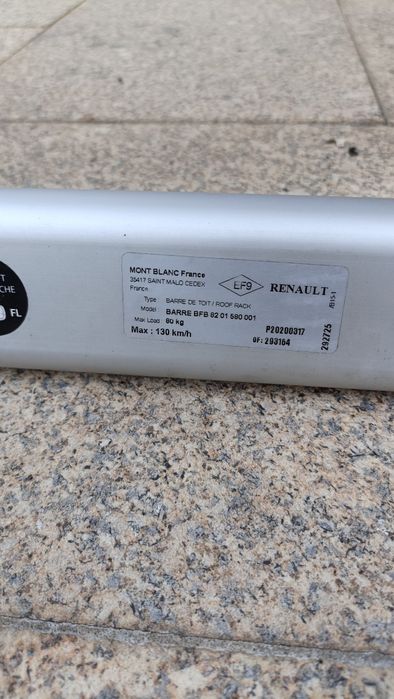 MONT BLANC France
35417 SAINT MALO CEDEX
France
EF9
RENAULT
Type BARRE DE TOIT / ROOF RACK
Model BARRE BFB 82 01 580 001
Max Load 80 kg
Max : 130 km/h
P20200317
OF: 293164
292725
FL